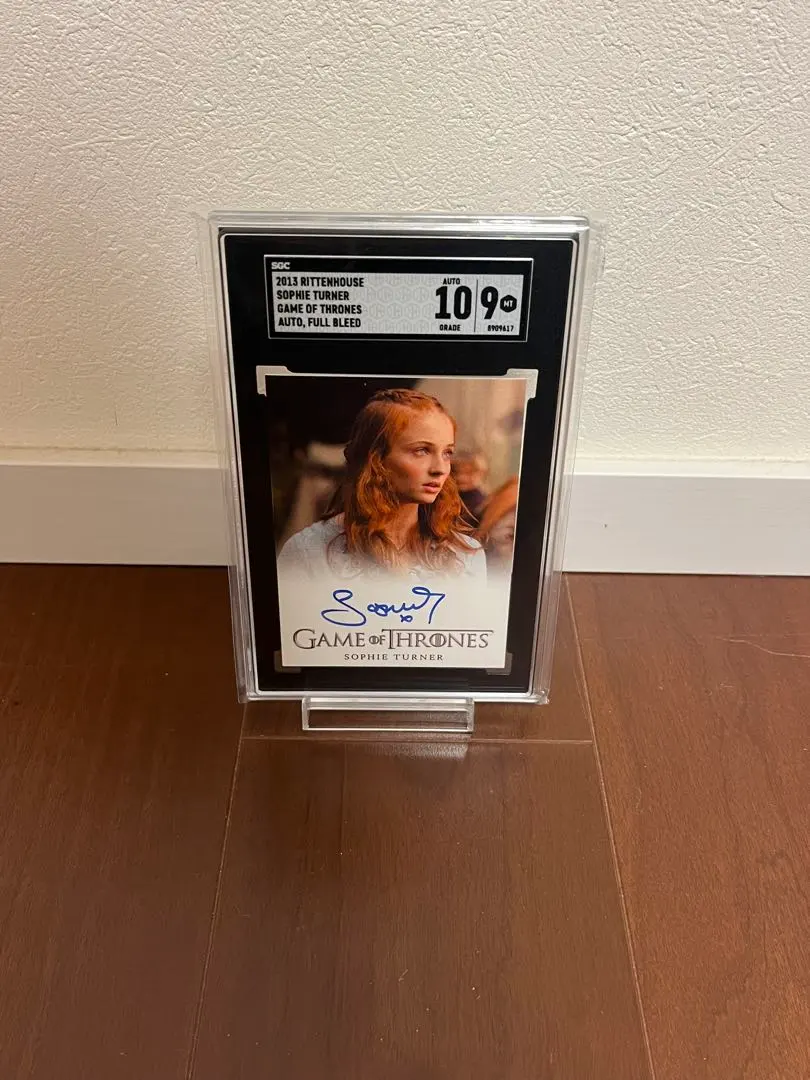 SGC
2013 RITTENHOUSE
SOPHIE TURNER
GAME OF THRONES
AUTO, FULL BLEED
AUTO
10
GRADE
9 MT
8909617
GAME OF THRONES
SOPHIE TURNER